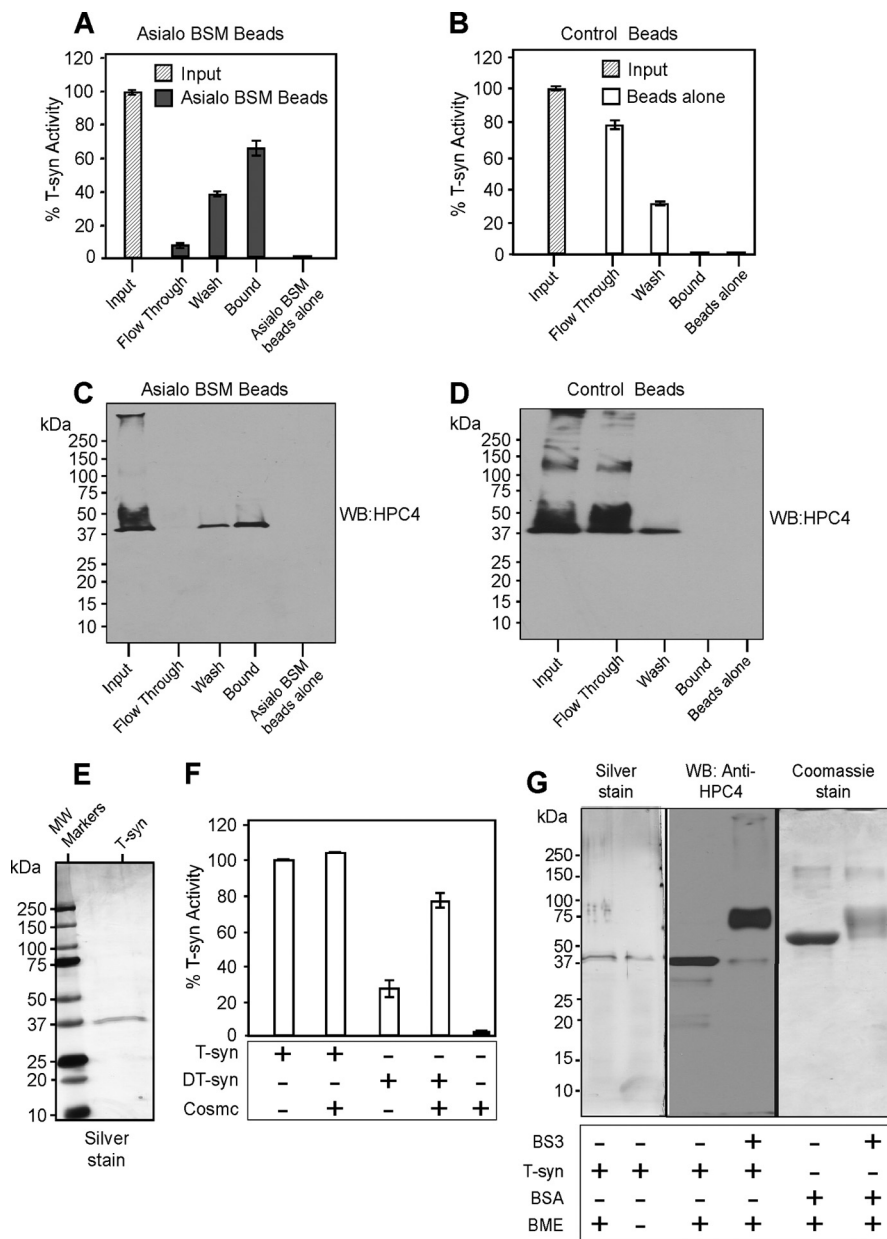 A
Asialo BSM Beads
% T-syn Activity
120
100
80
60
40
20
0
Input
Asialo BSM Beads
Input
Flow Through
Wash
Bound
Asialo BSM
beads alone
B
Control Beads
% T-syn Activity
120
100
80
60
40
20
0
Input
Beads alone
Input
Flow Through
Wash
Bound
Beads alone
C
Asialo BSM Beads
kDa
250
150
100
75
50
37
25
20
15
10
WB:HPC4
Input
Flow Through
Wash
Bound
Asialo BSM
beads alone
D
Control Beads
kDa
250
150
100
75
50
37
25
20
15
10
WB:HPC4
Input
Flow Through
Wash
Bound
Beads alone
E
MW
Markers
T-syn
kDa
250
150
100
75
50
37
25
20
10
Silver
stain
F
% T-syn Activity
100
80
60
40
20
0
T-syn + + – – –
DT-syn – – + + –
Cosmc – + – + +
G
Silver
stain
WB: Anti-
HPC4
Coomassie
stain
kDa
250
150
100
75
50
37
25
20
15
10
BS3 – – – + – +
T-syn + + + + – –
BSA – – – – + +
BME + – + + + +